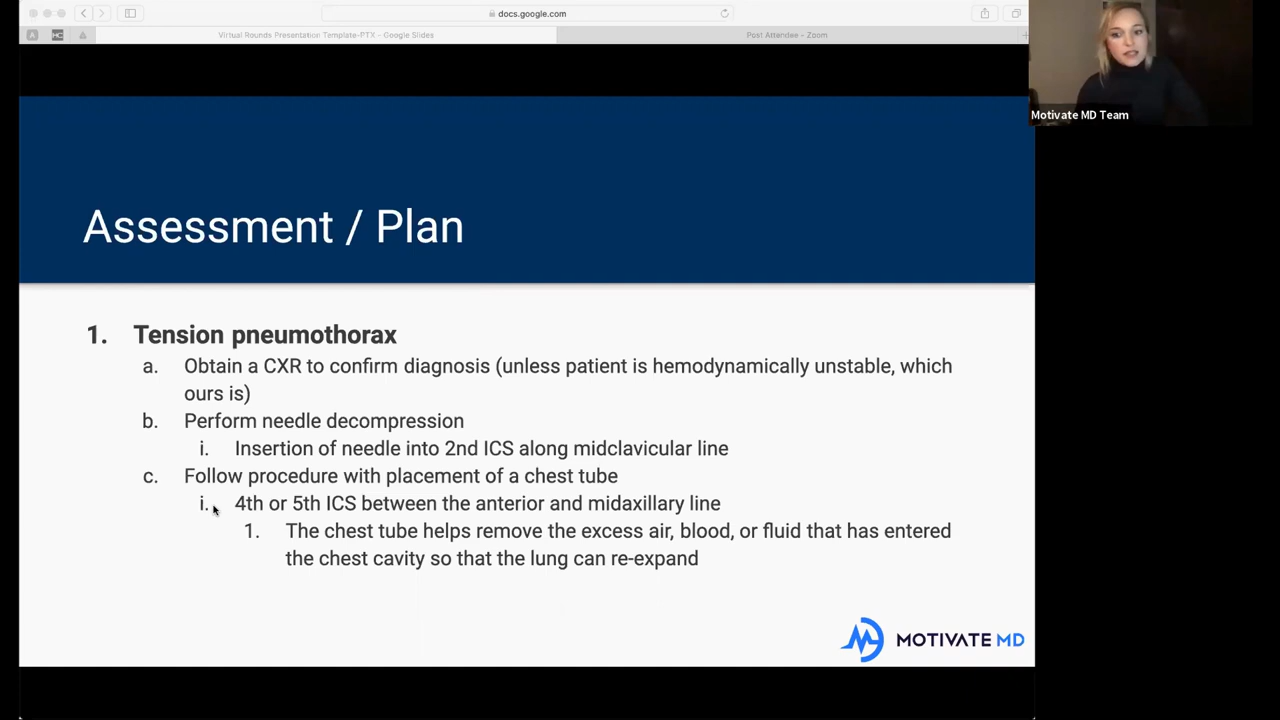 docs.google.com
Virtual Rounds Presentation Template-PTX - Google Slides
Post Attendee - Zoom
Motivate MD Team
Assessment / Plan
1. Tension pneumothorax
a. Obtain a CXR to confirm diagnosis (unless patient is hemodynamically unstable, which
ours is)
b. Perform needle decompression
i. Insertion of needle into 2nd ICS along midclavicular line
c. Follow procedure with placement of a chest tube
i. 4th or 5th ICS between the anterior and midaxillary line
1. The chest tube helps remove the excess air, blood, or fluid that has entered
the chest cavity so that the lung can re-expand
MOTIVATE MD